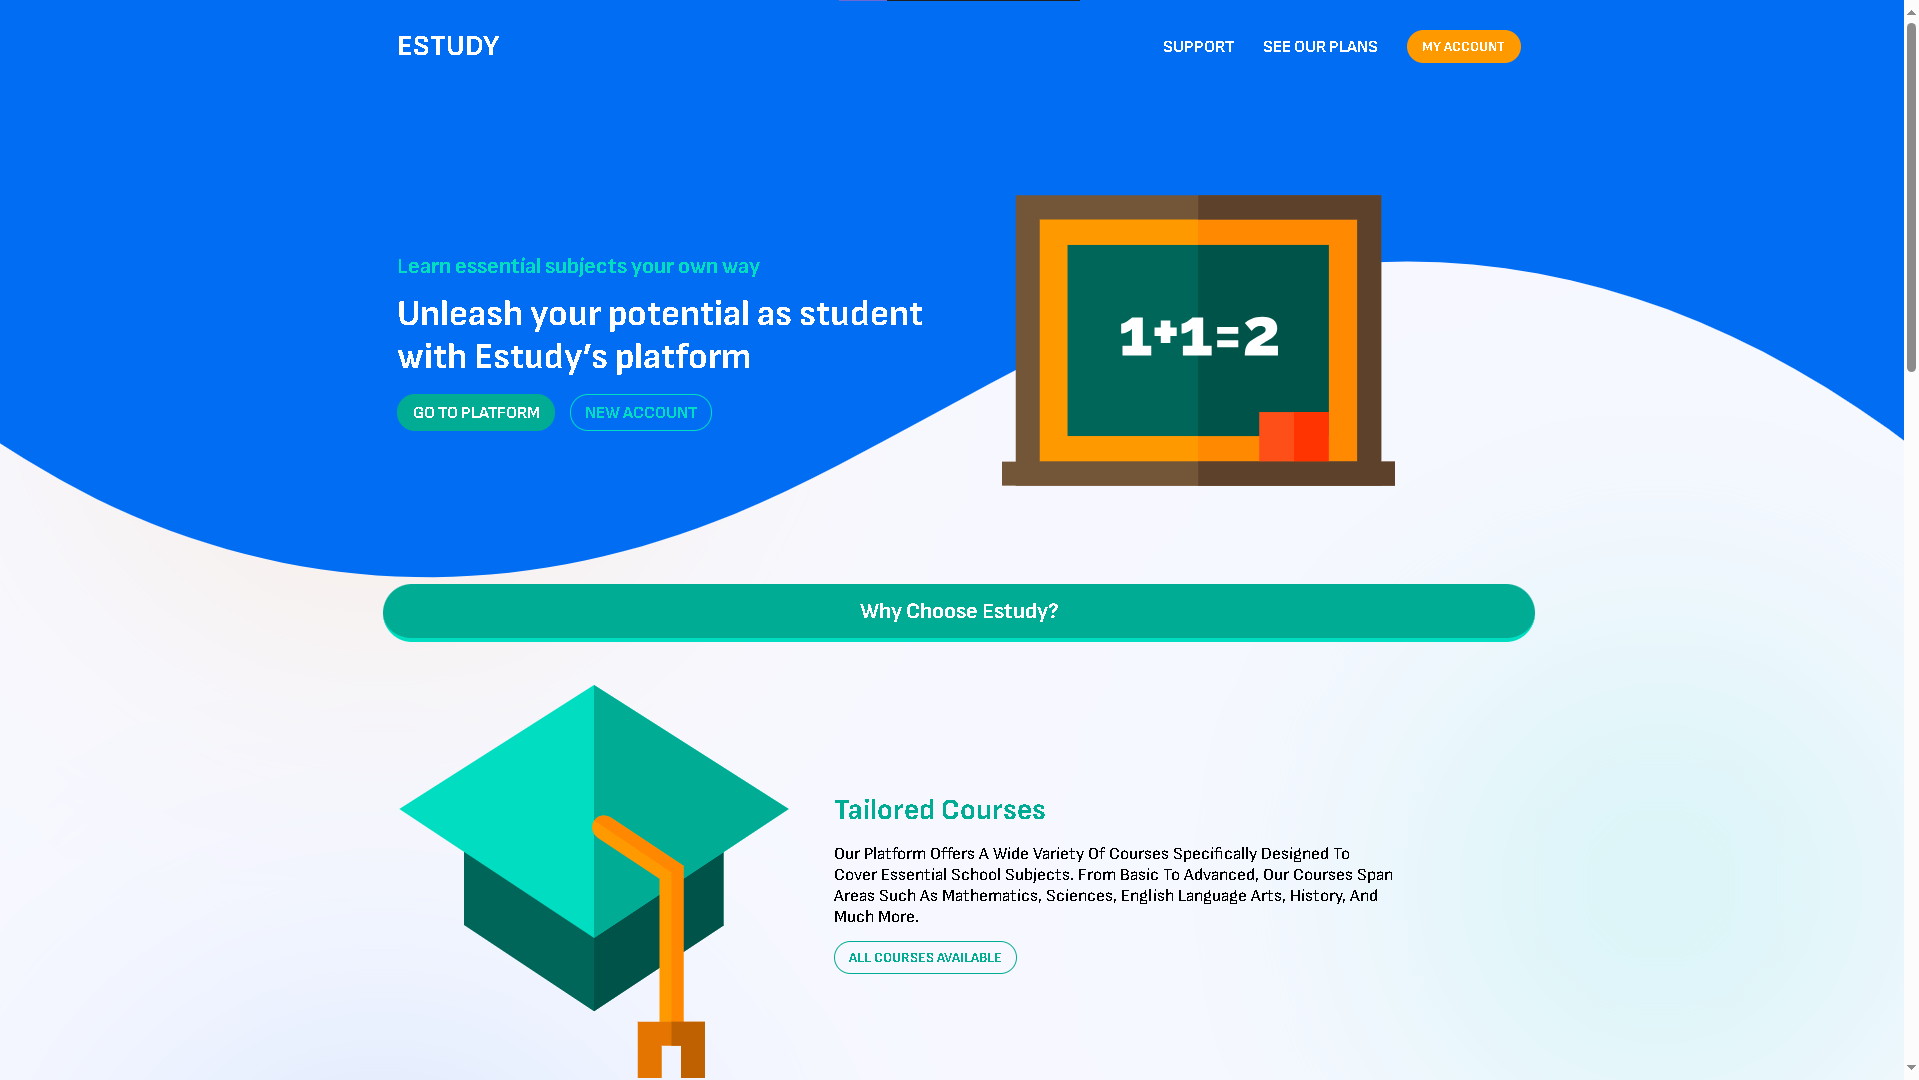 ESTUDY
SUPPORT
SEE OUR PLANS
MY ACCOUNT
Learn essential subjects your own way
Unleash your potential as student
with Estudy’s platform
GO TO PLATFORM
NEW ACCOUNT
1+1=2
Why Choose Estudy?
Tailored Courses
Our Platform Offers A Wide Variety Of Courses Specifically Designed To
Cover Essential School Subjects. From Basic To Advanced, Our Courses Span
Areas Such As Mathematics, Sciences, English Language Arts, History, And
Much More.
ALL COURSES AVAILABLE